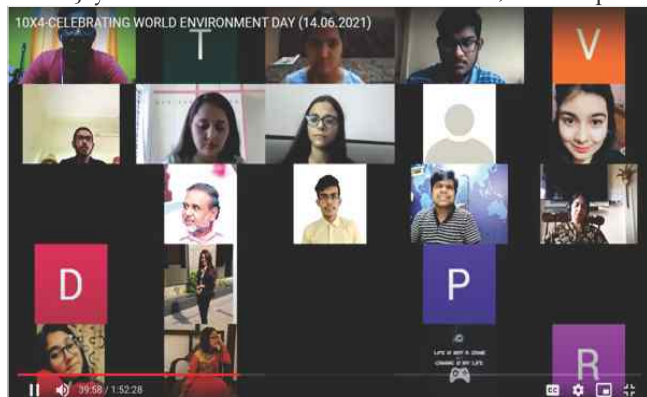 10X4-CELEBRATING WORLD ENVIRONMENT DAY (14.06.2021)
T
V
D
P
LIFE IS NOT A GAME
GAMING IS MY LIFE
R
39:58 / 1:52:28
CC